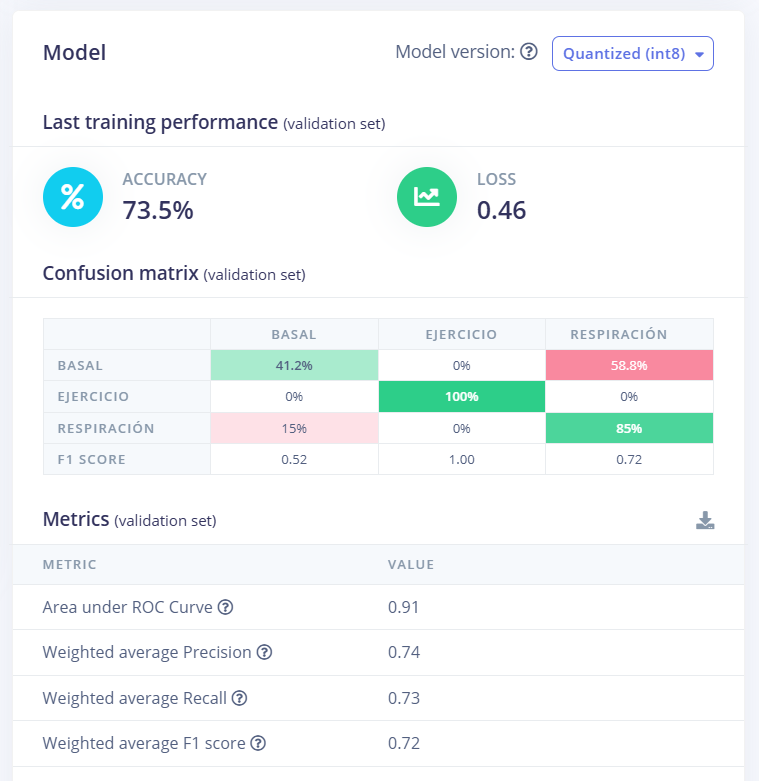 Model
Model version: Quantized (int8)
Last training performance (validation set)
ACCURACY
73.5%
LOSS
0.46
Confusion matrix (validation set)
BASAL EJERCICIO RESPIRACIÓN
BASAL 41.2% 0% 58.8%
EJERCICIO 0% 100% 0%
RESPIRACIÓN 15% 0% 85%
F1 SCORE 0.52 1.00 0.72
Metrics (validation set)
METRIC VALUE
Area under ROC Curve 0.91
Weighted average Precision 0.74
Weighted average Recall 0.73
Weighted average F1 score 0.72